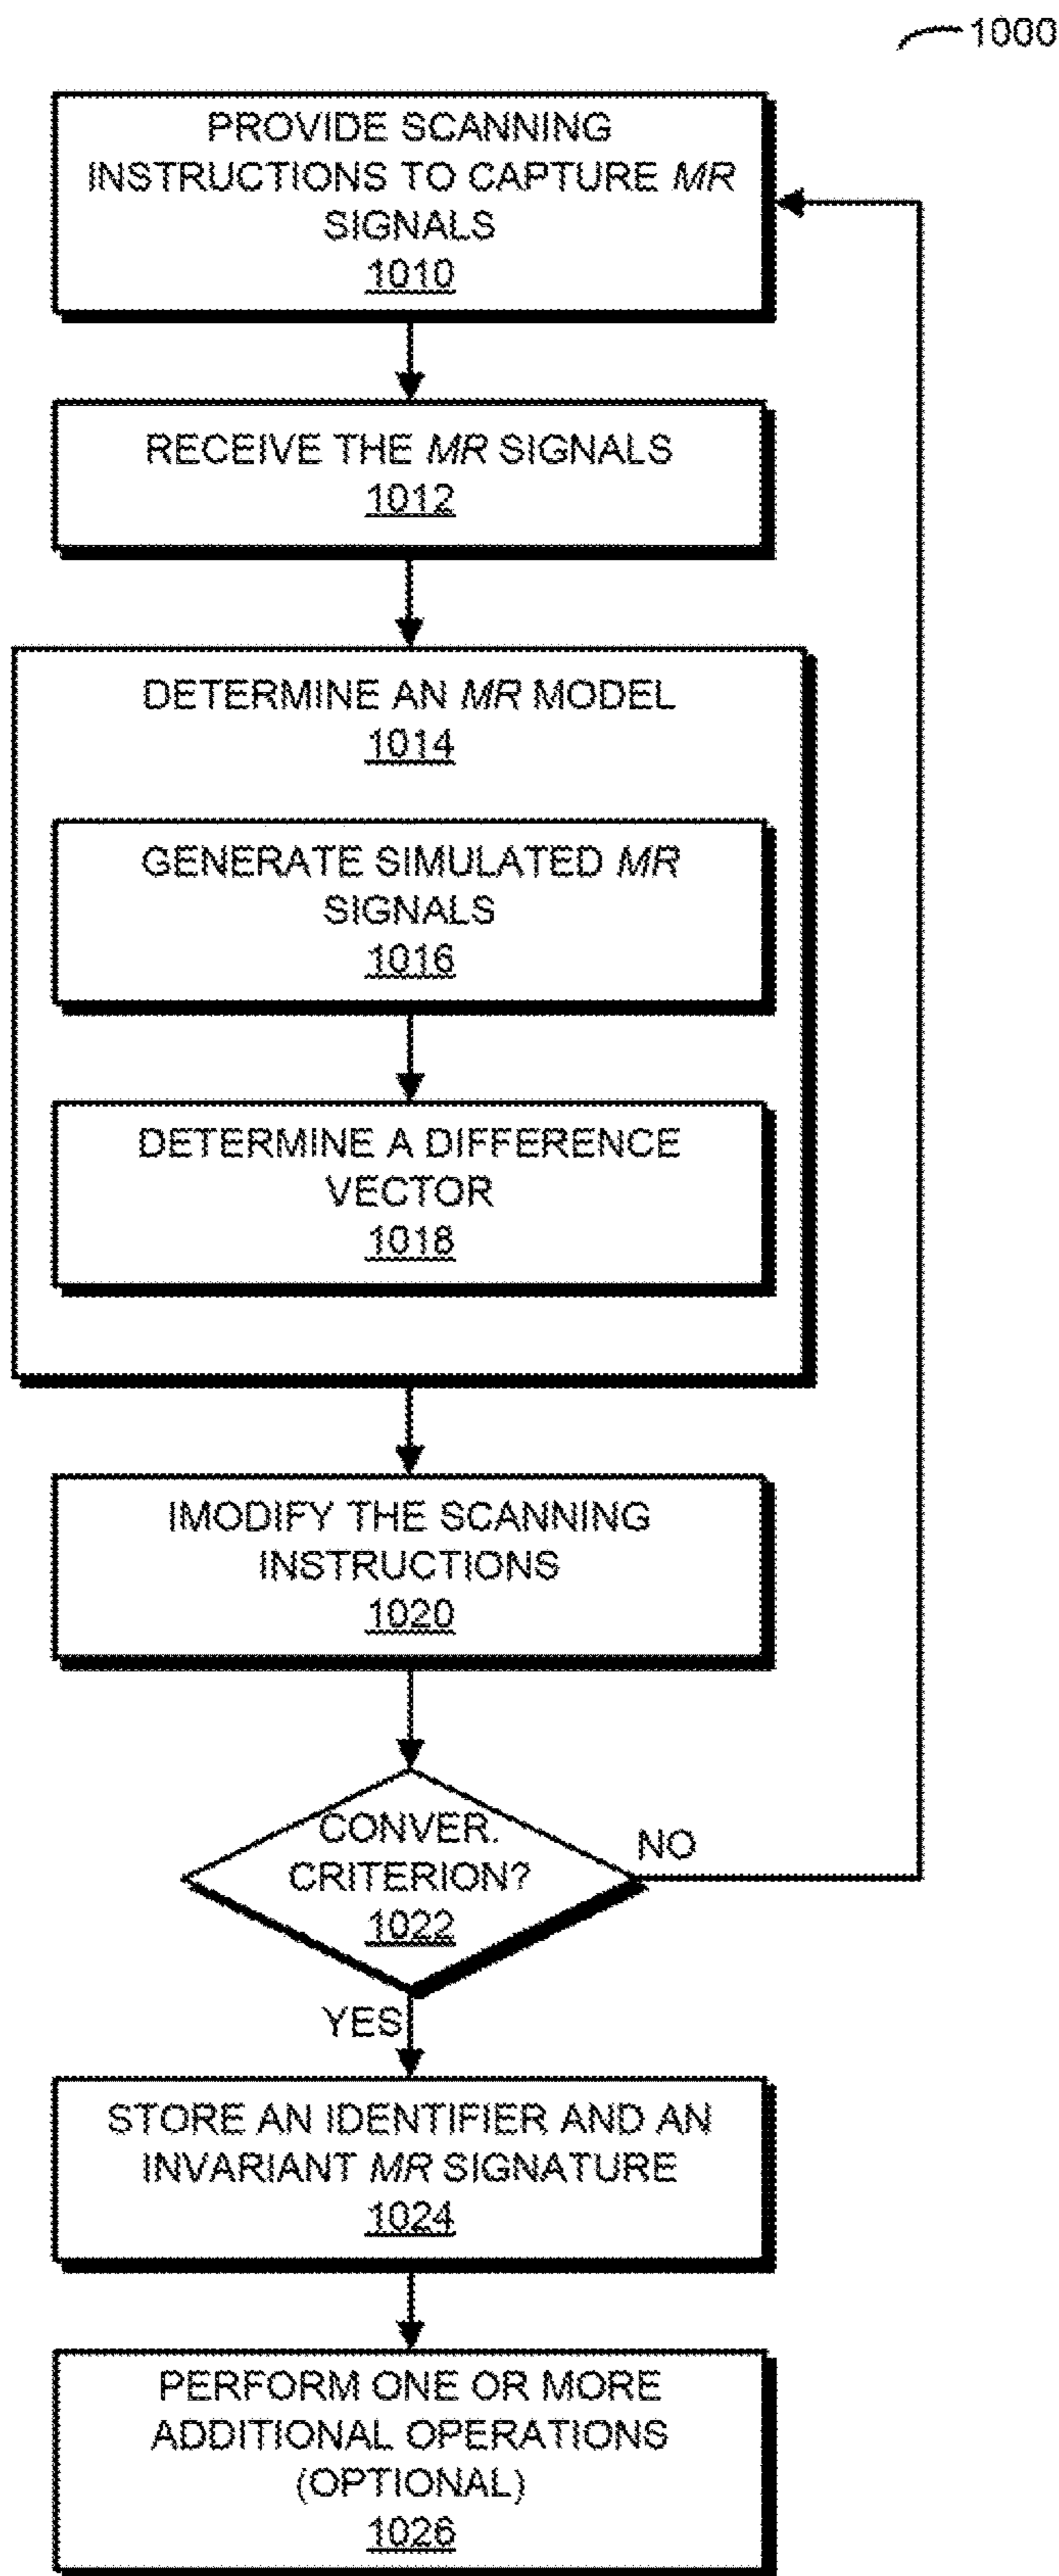 1000
PROVIDE SCANNING
INSTRUCTIONS TO CAPTURE MR
SIGNALS
1010
RECEIVE THE MR SIGNALS
1012
DETERMINE AN MR MODEL
1014
GENERATE SIMULATED MR
SIGNALS
1016
DETERMINE A DIFFERENCE
VECTOR
1018
IMODIFY THE SCANNING
INSTRUCTIONS
1020
CONVER.
CRITERION?
1022
NO
YES
STORE AN IDENTIFIER AND AN
INVARIANT MR SIGNATURE
1024
PERFORM ONE OR MORE
ADDITIONAL OPERATIONS
(OPTIONAL)
1026